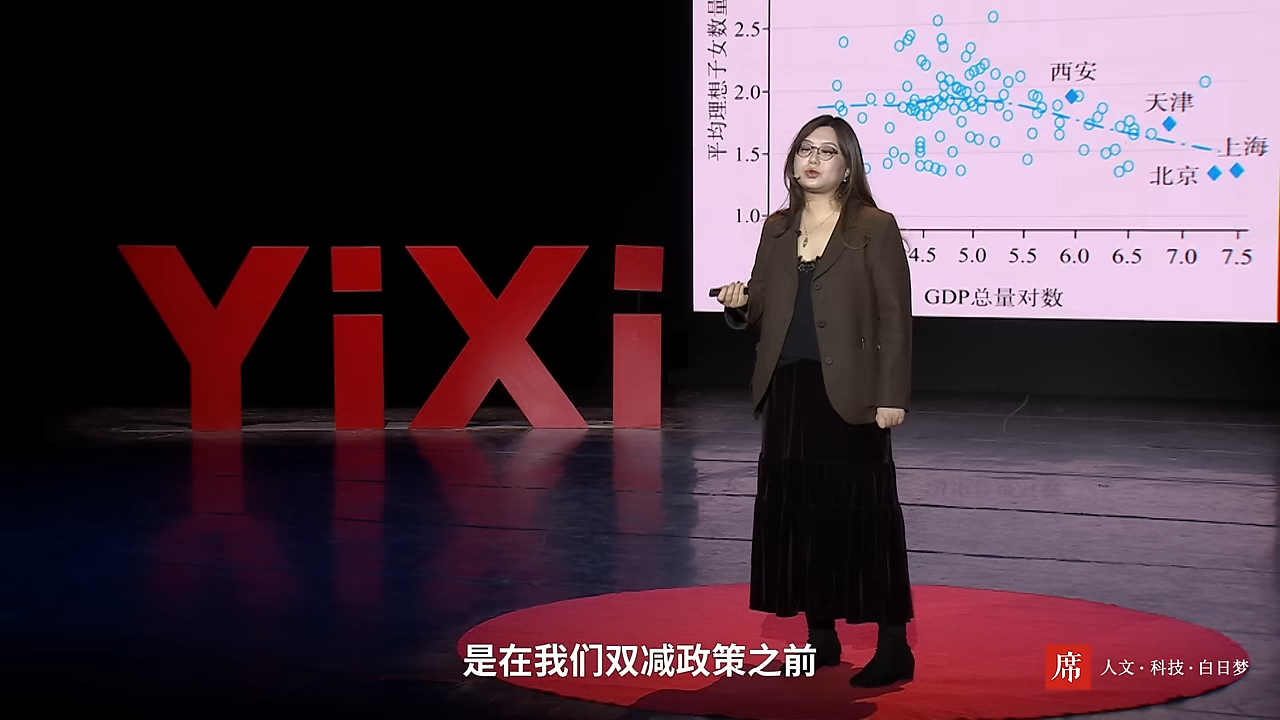 平均理想子女数量
2.5
2.0
1.5
1.0
西安
天津
上海
北京
4.5 5.0 5.5 6.0 6.5 7.0 7.5
GDP总量对数
YiXi
是在我们双减政策之前
席 人文·科技·白日梦